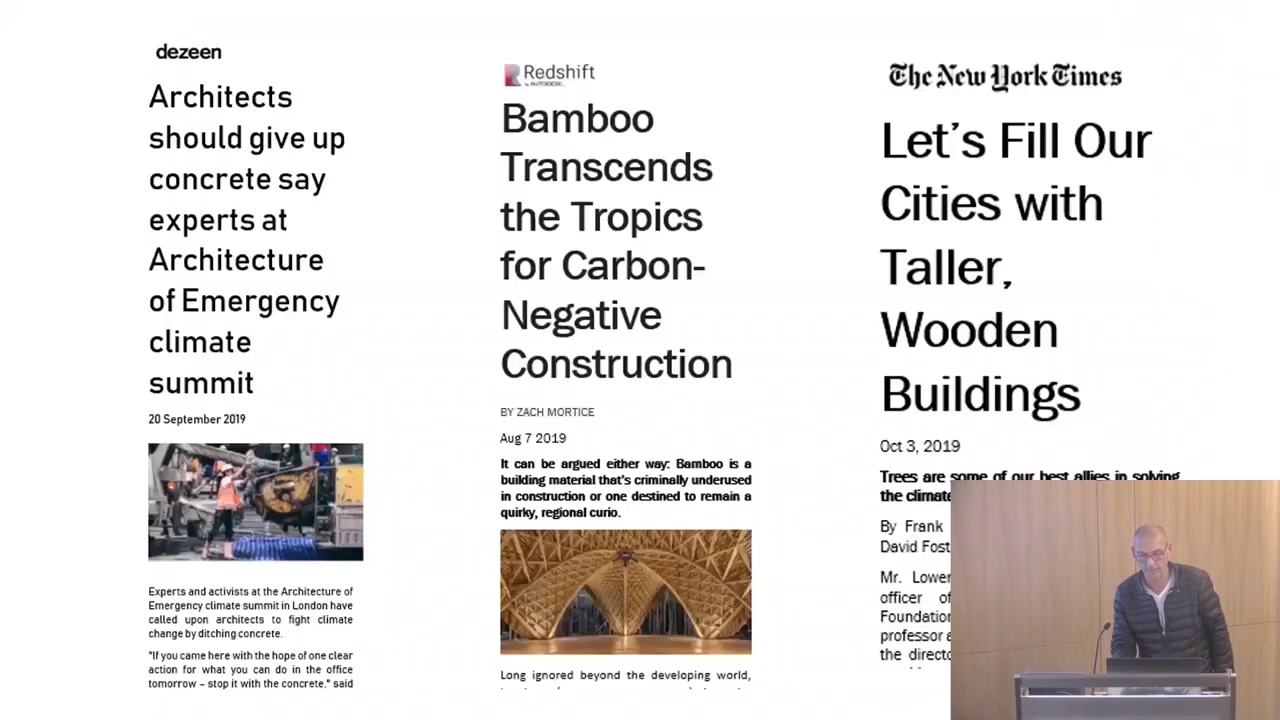 dezeen
Architects
should give up
concrete say
experts at
Architecture
of Emergency
climate
summit
20 September 2019
Experts and activists at the Architecture of
Emergency climate summit in London have
called upon architects to fight climate
change by ditching concrete.
"If you came here with the hope of one clear
action for what you can do in the office
tomorrow – stop it with the concrete," said
Redshift
by AUTODESK
Bamboo
Transcends
the Tropics
for Carbon-
Negative
Construction
BY ZACH MORTICE
Aug 7 2019
It can be argued either way: Bamboo is a
building material that's criminally underused
in construction or one destined to remain a
quirky, regional curio.
Long ignored beyond the developing world,
The New York Times
Let's Fill Our
Cities with
Taller,
Wooden
Buildings
Oct 3, 2019
Trees are some of our best allies in solving
the climate
By Frank
David Fost
Mr. Lower
officer of
Foundation
professor a
the directo